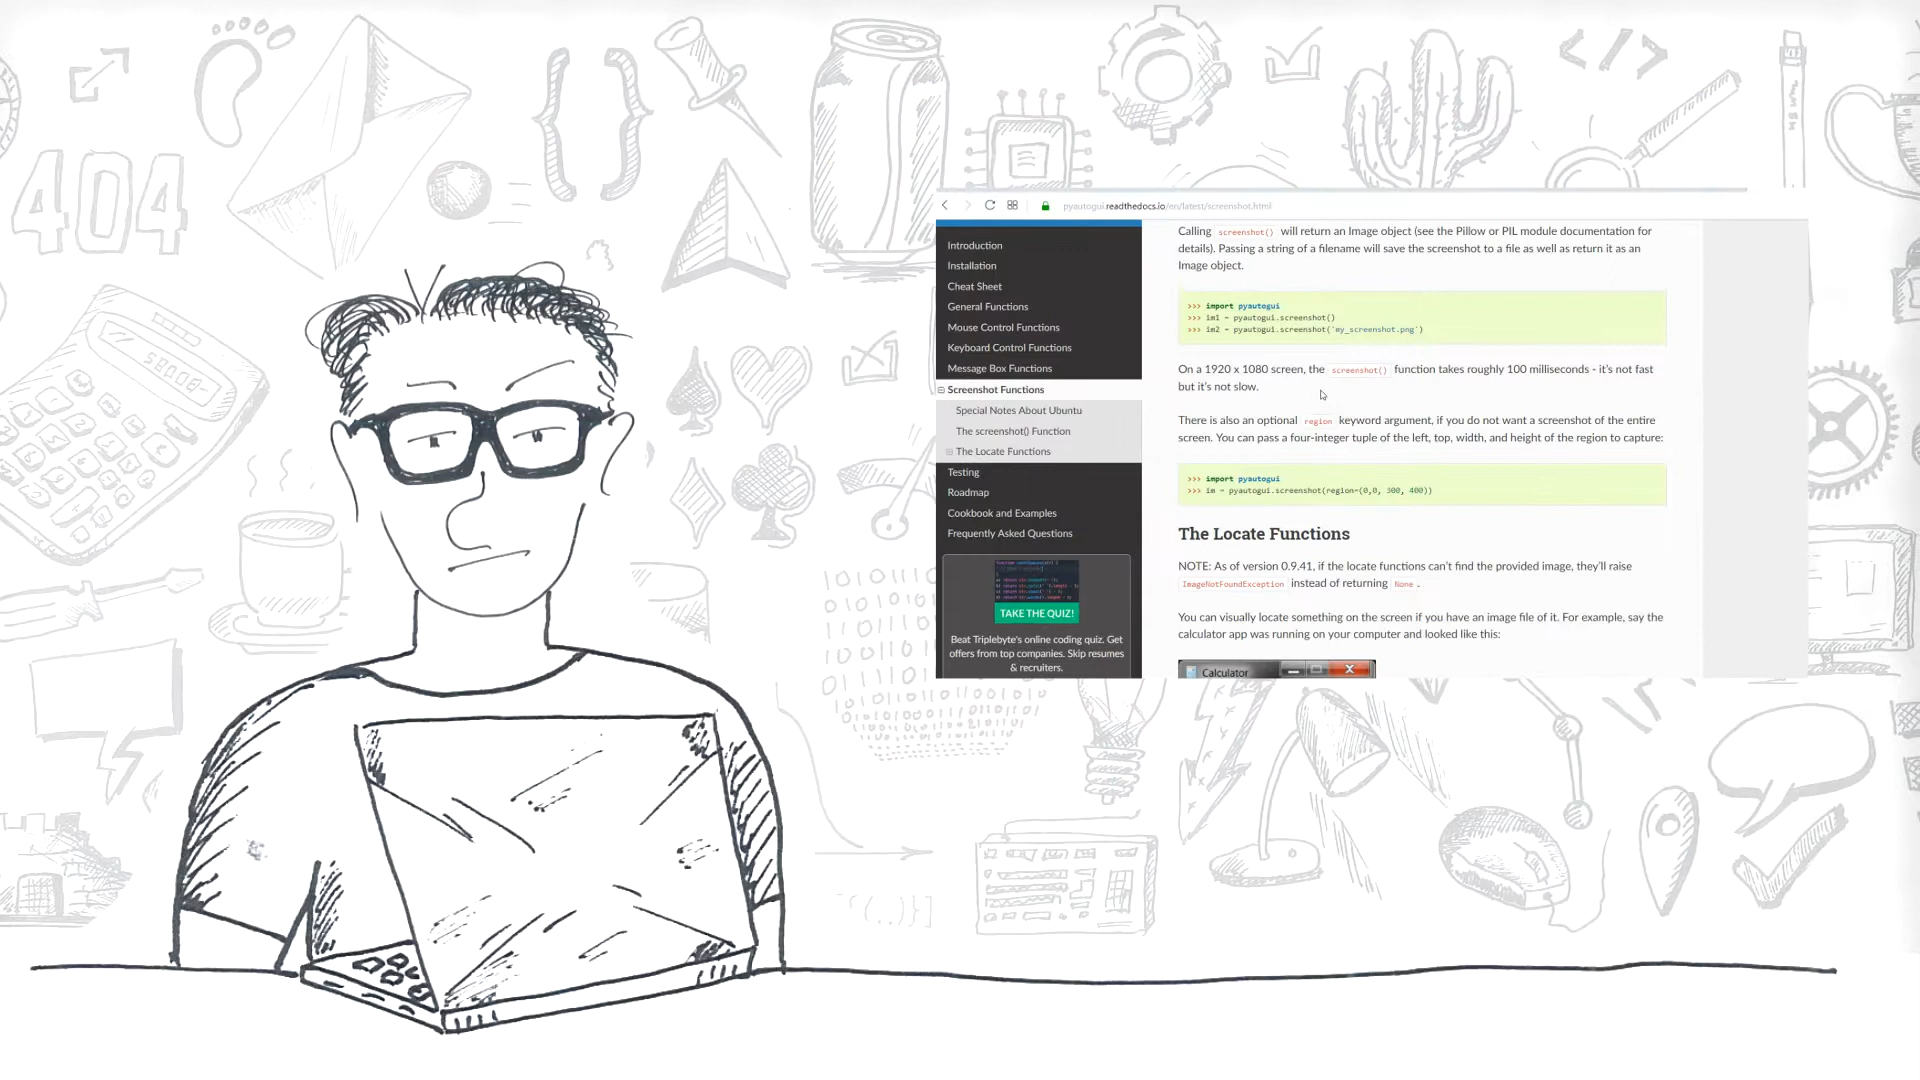 404
{ }
</>
pyautogui.readthedocs.io/en/latest/screenshot.html
Introduction
Installation
Cheat Sheet
General Functions
Mouse Control Functions
Keyboard Control Functions
Message Box Functions
Screenshot Functions
Special Notes About Ubuntu
The screenshot() Function
The Locate Functions
Testing
Roadmap
Cookbook and Examples
Frequently Asked Questions
TAKE THE QUIZ!
Beat Triplebyte's online coding quiz. Get
offers from top companies. Skip resumes
& recruiters.
Calling screenshot() will return an Image object (see the Pillow or PIL module documentation for
details). Passing a string of a filename will save the screenshot to a file as well as return it as an
Image object.
>>> import pyautogui
>>> im1 = pyautogui.screenshot()
>>> im2 = pyautogui.screenshot('my_screenshot.png')
On a 1920 x 1080 screen, the screenshot() function takes roughly 100 milliseconds - it's not fast
but it's not slow.
There is also an optional region keyword argument, if you do not want a screenshot of the entire
screen. You can pass a four-integer tuple of the left, top, width, and height of the region to capture:
>>> import pyautogui
>>> im = pyautogui.screenshot(region=(0,0, 300, 400))
The Locate Functions
NOTE: As of version 0.9.41, if the locate functions can't find the provided image, they'll raise
ImageNotFoundException instead of returning None .
You can visually locate something on the screen if you have an image file of it. For example, say the
calculator app was running on your computer and looked like this:
Calculator